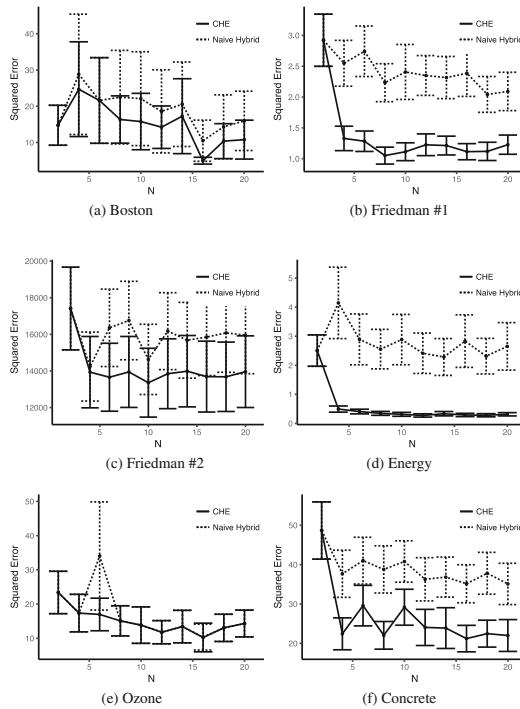 40
30
20
10
Squared Error
5
10
15
20
N
CHE
Naive Hybrid
(a) Boston
3.0
2.5
2.0
1.5
1.0
Squared Error
5
10
15
20
N
CHE
Naive Hybrid
(b) Friedman #1
20000
18000
16000
14000
12000
Squared Error
5
10
15
20
N
CHE
Naive Hybrid
(c) Friedman #2
5
4
3
2
1
0
Squared Error
5
10
15
20
N
CHE
Naive Hybrid
(d) Energy
50
40
30
20
10
Squared Error
5
10
15
20
N
CHE
Naive Hybrid
(e) Ozone
50
40
30
20
Squared Error
5
10
15
20
N
CHE
Naive Hybrid
(f) Concrete